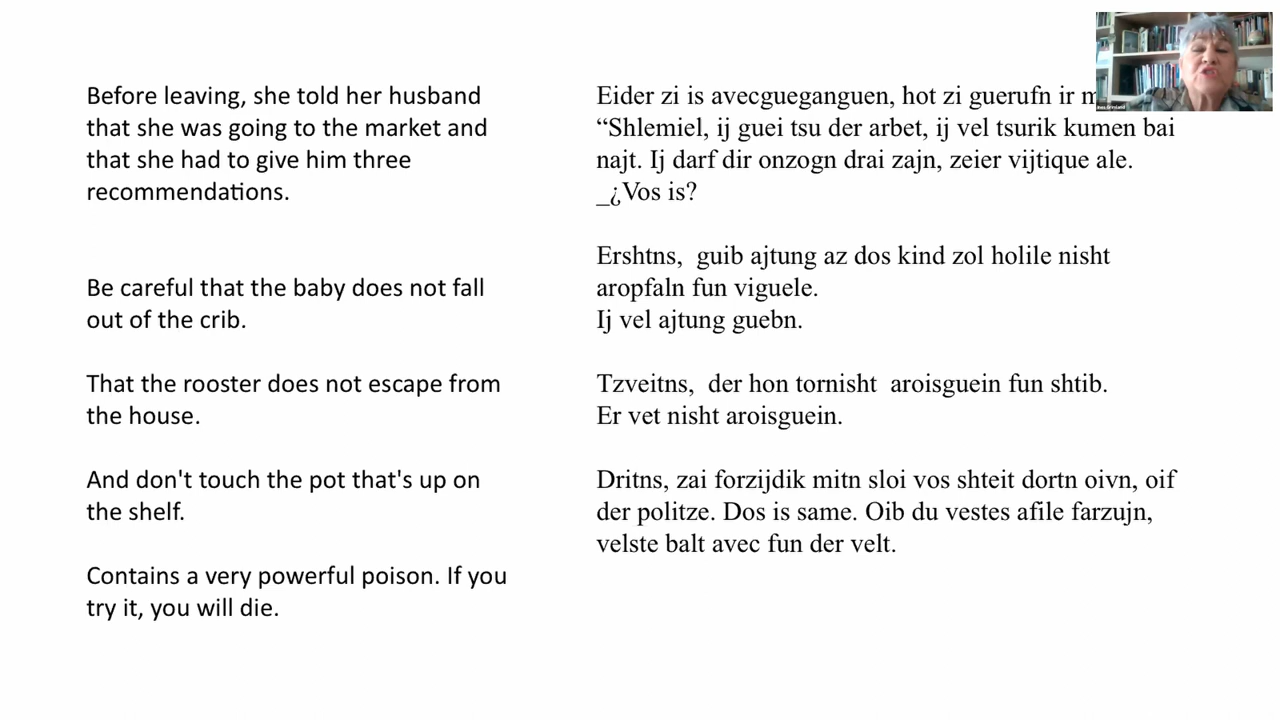 Before leaving, she told her husband
that she was going to the market and
that she had to give him three
recommendations.
Be careful that the baby does not fall
out of the crib.
That the rooster does not escape from
the house.
And don't touch the pot that's up on
the shelf.
Contains a very powerful poison. If you
try it, you will die.
Eider zi is avecgueganguen, hot zi guerufn ir
“Shlemiel, ij guei tsu der arbet, ij vel tsurik kumen bai
najt. Ij darf dir onzogn drai zajn, zeier vijtique ale.
_¿Vos is?
Ershtns, guib ajtung az dos kind zol holile nisht
aropfaln fun viguele.
Ij vel ajtung guebn.
Tzveitns, der hon tornisht aroisguein fun shtib.
Er vet nisht aroisguein.
Dritns, zai forzijdik mitn sloi vos shteit dortn oivn, oif
der politze. Dos is same. Oib du vestes afile farzujn,
velste balt avec fun der velt.